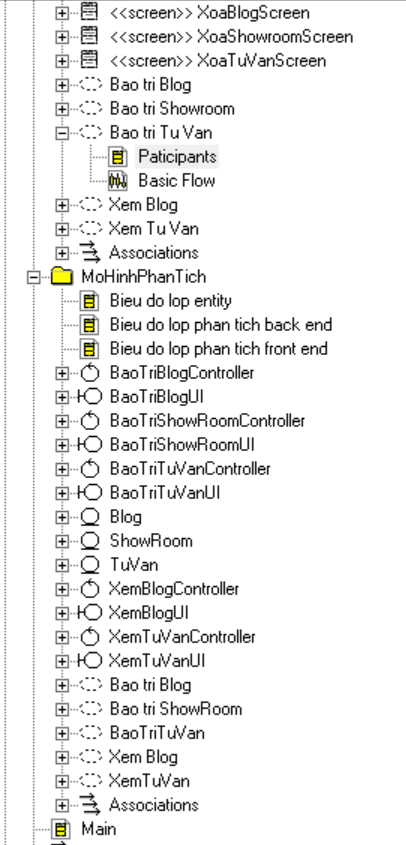 <<screen>> XoaBlogScreen
<<screen>> XoaShowroomScreen
<<screen>> XoaTuVanScreen
Bao tri Blog
Bao tri Showroom
Bao tri Tu Van
Paticipants
Basic Flow
Xem Blog
Xem Tu Van
Associations
MoHinhPhanTich
Bieu do lop entity
Bieu do lop phan tich back end
Bieu do lop phan tich front end
BaoTriBlogController
BaoTriBlogUI
BaoTriShowRoomController
BaoTriShowRoomUI
BaoTriTuVanController
BaoTriTuVanUI
Blog
ShowRoom
TuVan
XemBlogController
XemBlogUI
XemTuVanController
XemTuVanUI
Bao tri Blog
Bao tri ShowRoom
BaoTriTuVan
Xem Blog
XemTuVan
Associations
Main